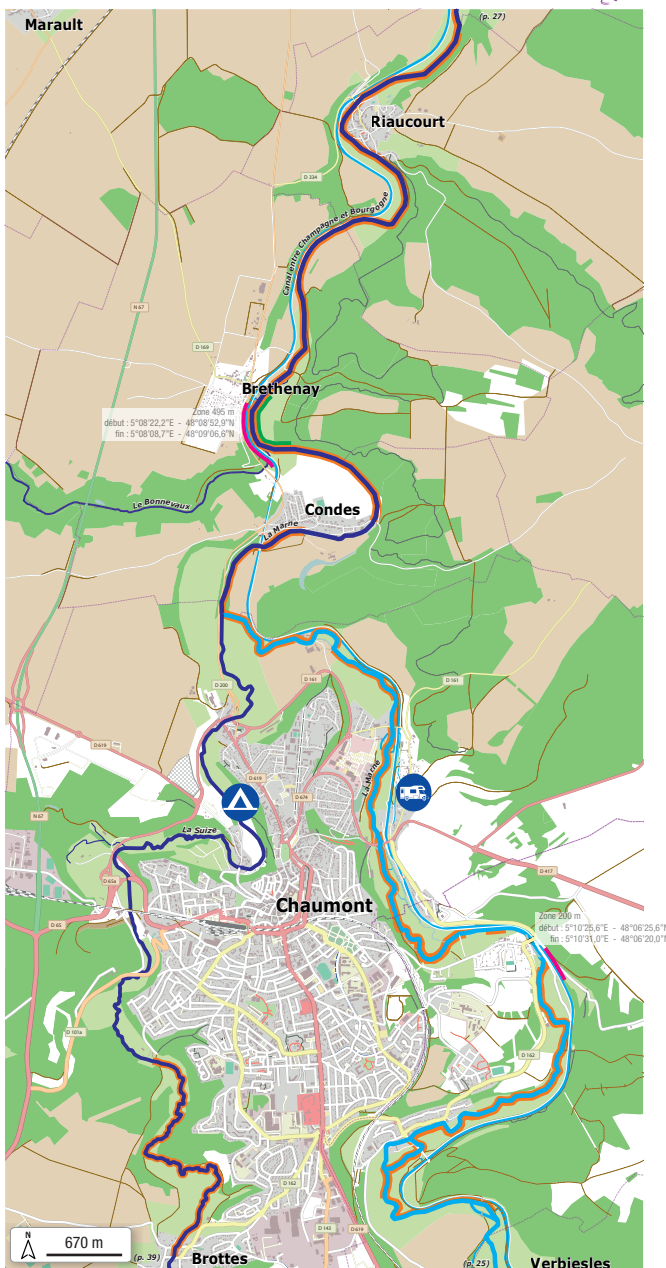 Marault
(p. 27)
Riaucourt
D 334
Canal entre Champagne et Bourgogne
N 67
D 169
Brethenay
Zone 495 m
début : 5°08'22,2"E - 48°08'52,9"N
fin : 5°08'08,7"E - 48°09'06,6"N
Le Bonnevaux
Condes
La Marne
D 200
D 161
D 161
D 619
D 619
La Marne
D 674
N 67
La Suize
D 417
D 65a
Chaumont
D 65
Zone 200 m
début : 5°10'25,6"E - 48°06'25,6"N
fin : 5°10'31,0"E - 48°06'20,0"N
D 101a
D 162
D 162
N
670 m
D 143
D 619
(p. 39)
Brottes
(p. 25)
Verbiesles